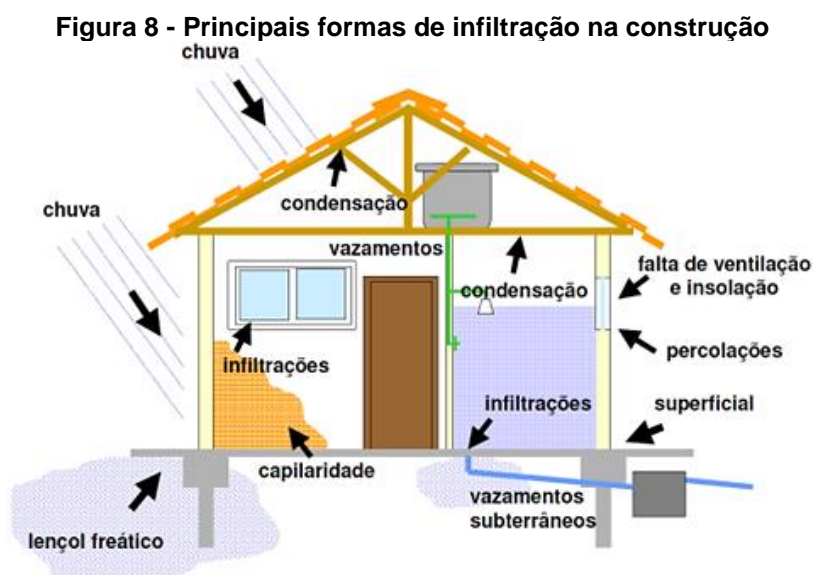 Figura 8 - Principais formas de infiltração na construção
chuva
condensação
chuva
vazamentos
condensação
falta de ventilação
e insolação
infiltrações
percolações
infiltrações
superficial
capilaridade
vazamentos
subterrâneos
lençol freático